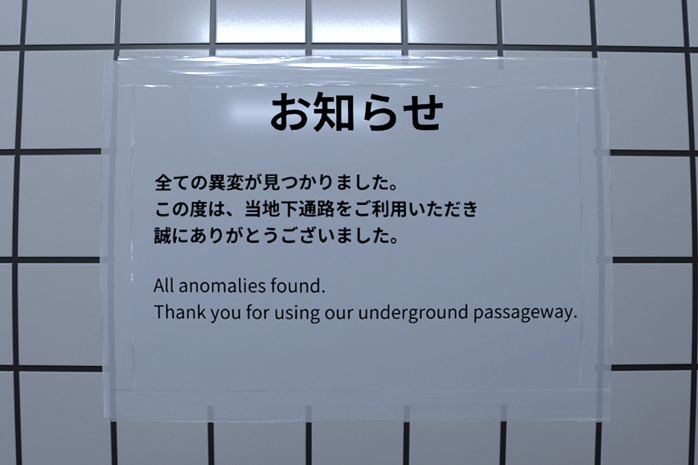 お知らせ
全ての異変が見つかりました。
この度は、当地下通路をご利用いただき
誠にありがとうございました。
All anomalies found.
Thank you for using our underground passageway.